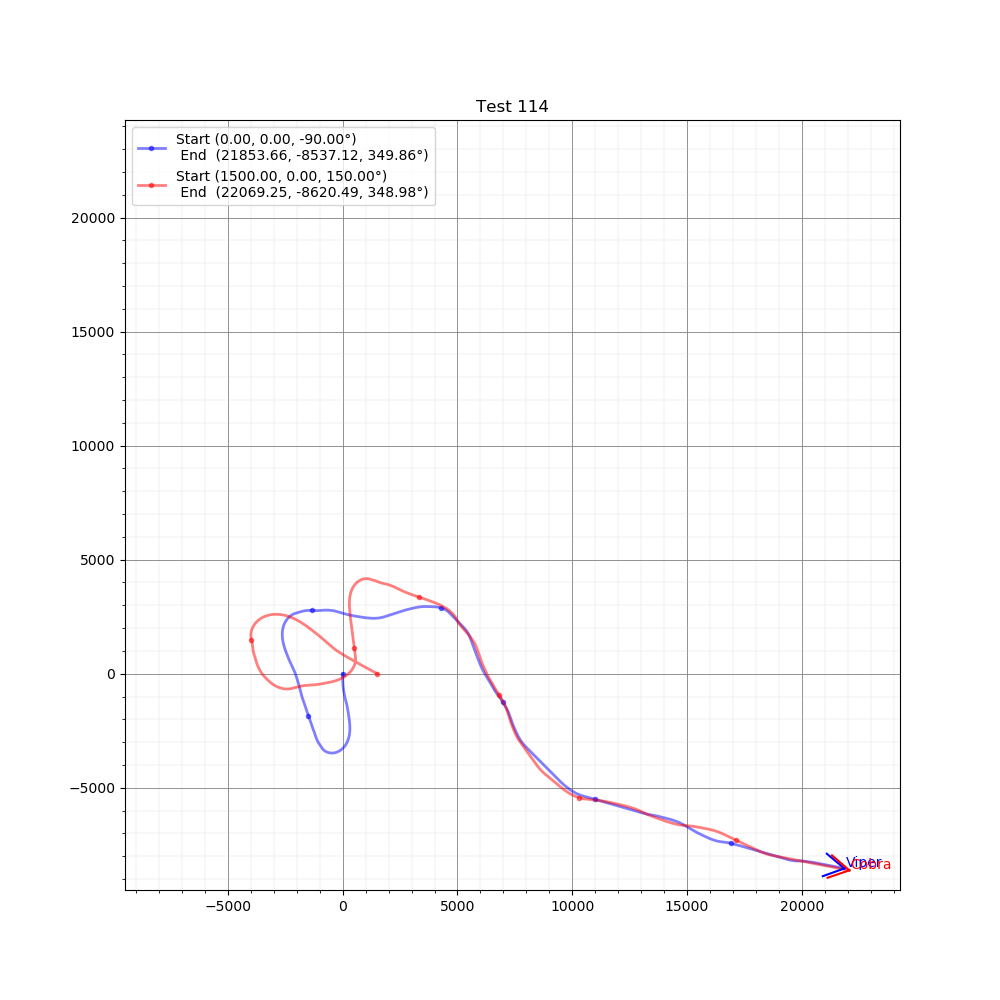 Test 114
Start (0.00, 0.00, -90.00°)
End  (21853.66, -8537.12, 349.86°)
Start (1500.00, 0.00, 150.00°)
End  (22069.25, -8620.49, 348.98°)
20000
15000
10000
5000
0
−5000
Viper
Cobra
−5000 0 5000 10000 15000 20000